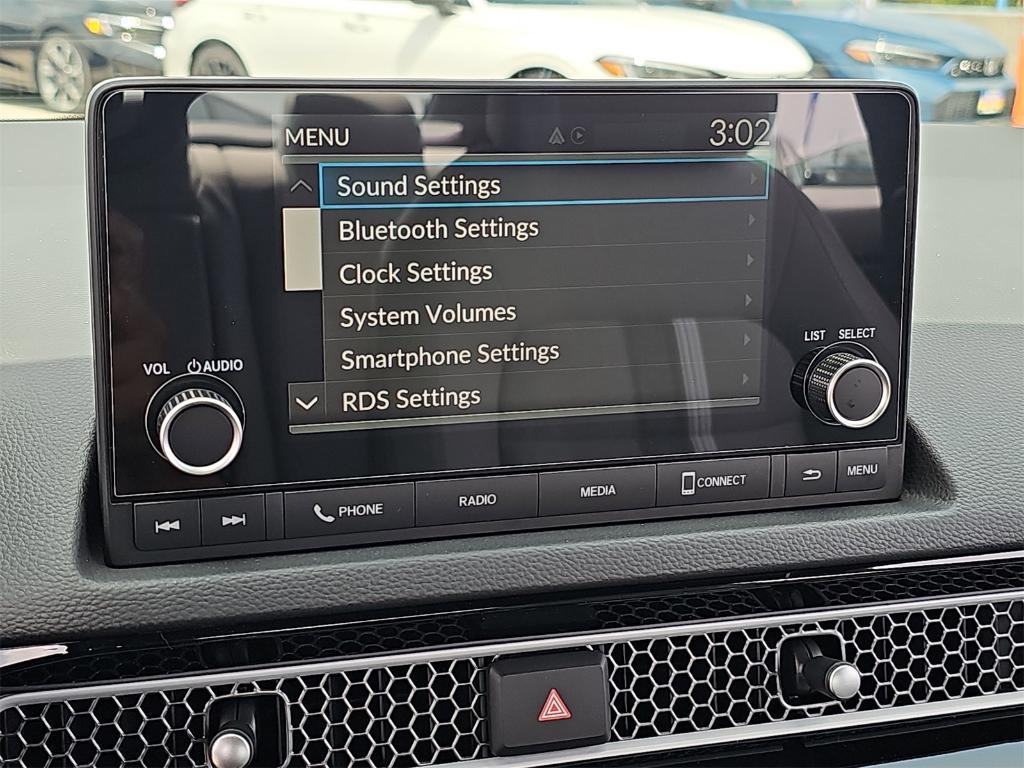 MENU 3:02
Sound Settings
Bluetooth Settings
Clock Settings
System Volumes
Smartphone Settings
RDS Settings
VOL AUDIO
LIST SELECT
PHONE RADIO MEDIA CONNECT MENU